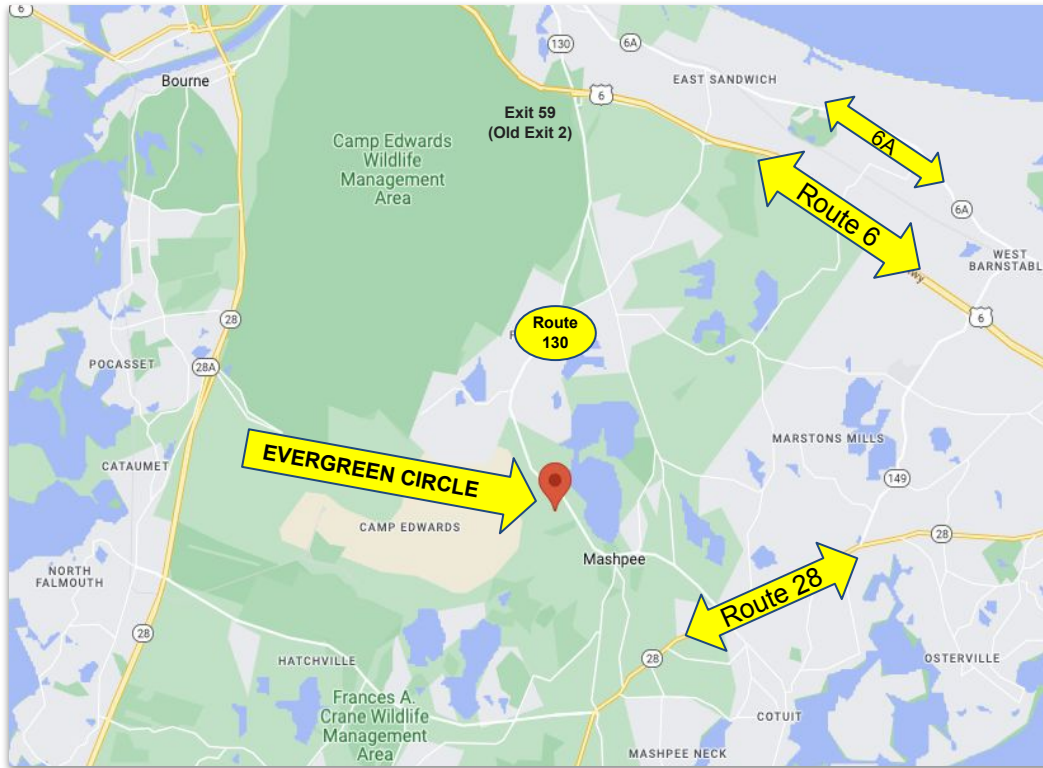 6
130
6A
Bourne
EAST SANDWICH
6
Exit 59
(Old Exit 2)
Camp Edwards
Wildlife
Management
Area
6A
Route 6
6A
WEST
BARNSTABL
6
28
Route
130
POCASSET
28A
MARSTONS MILLS
EVERGREEN CIRCLE
CATAUMET
149
CAMP EDWARDS
28
Mashpee
NORTH
FALMOUTH
Route 28
28
HATCHVILLE
28
OSTERVILLE
Frances A.
Crane Wildlife
Management
Area
COTUIT
MASHPEE NECK